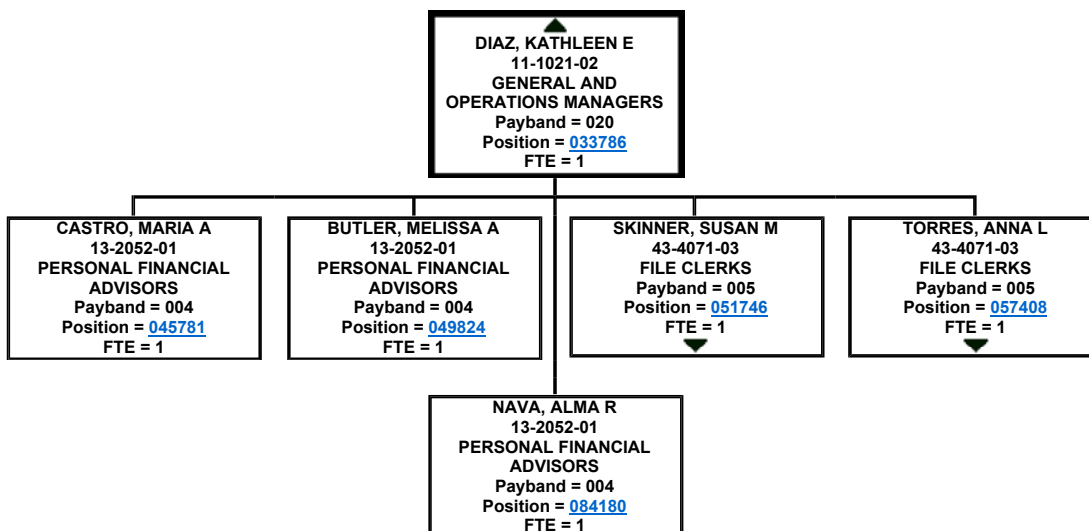 DIAZ, KATHLEEN E
11-1021-02
GENERAL AND
OPERATIONS MANAGERS
Payband = 020
Position = 033786
FTE = 1
CASTRO, MARIA A
13-2052-01
PERSONAL FINANCIAL
ADVISORS
Payband = 004
Position = 045781
FTE = 1
BUTLER, MELISSA A
13-2052-01
PERSONAL FINANCIAL
ADVISORS
Payband = 004
Position = 049824
FTE = 1
SKINNER, SUSAN M
43-4071-03
FILE CLERKS
Payband = 005
Position = 051746
FTE = 1
TORRES, ANNA L
43-4071-03
FILE CLERKS
Payband = 005
Position = 057408
FTE = 1
NAVA, ALMA R
13-2052-01
PERSONAL FINANCIAL
ADVISORS
Payband = 004
Position = 084180
FTE = 1